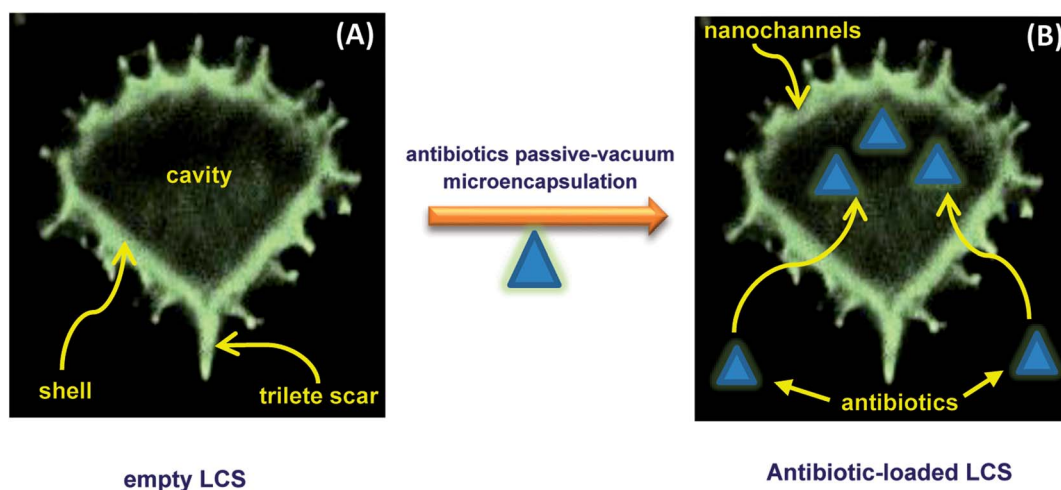 (A)
cavity
shell
trilete scar
empty LCS
antibiotics passive-vacuum
microencapsulation
nanochannels
(B)
antibiotics
Antibiotic-loaded LCS